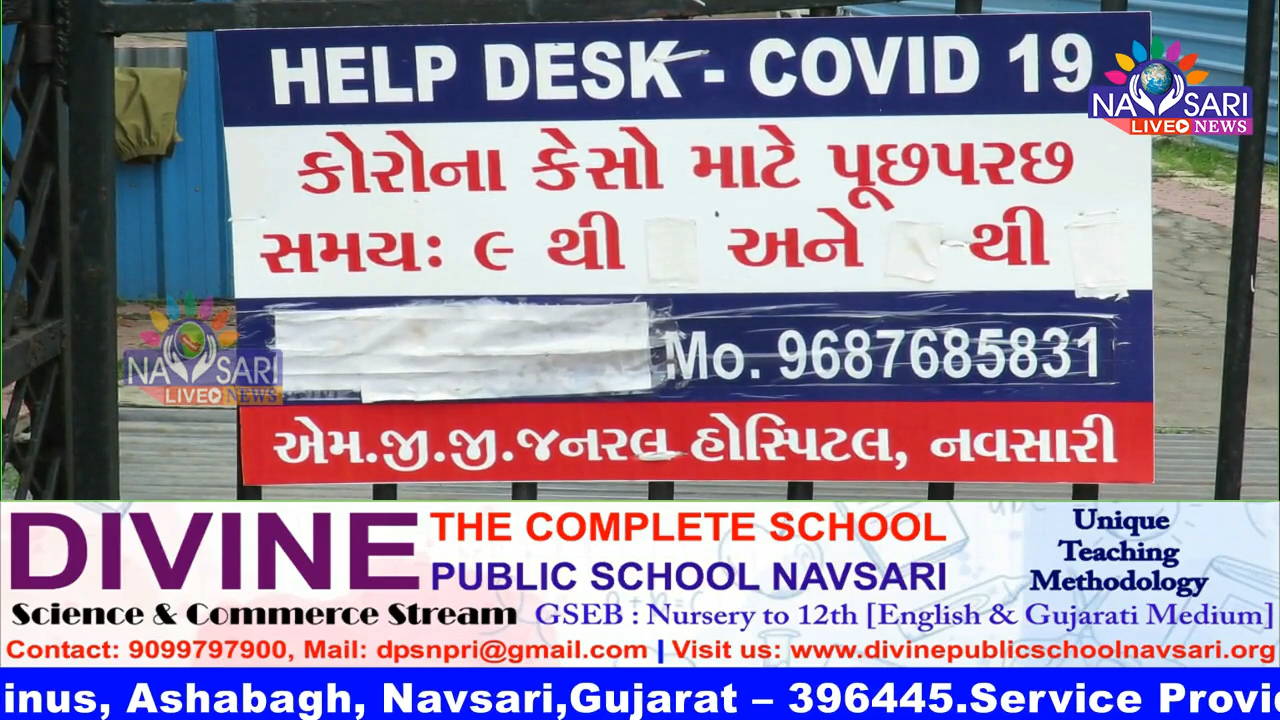 HELP DESK - COVID 19
NAVSARI
LIVE NEWS
કોરોના કેસો માટે પૂછપરછ
સમયઃ ૯ થી અને - થી
Mo. 9687685831
NAVSARI
LIVE NEWS
એમ.જી.જી.જનરલ હોસ્પિટલ, નવસારી
DIVINE THE COMPLETE SCHOOL
PUBLIC SCHOOL NAVSARI
Unique
Teaching
Methodology
Science & Commerce Stream GSEB : Nursery to 12th [English & Gujarati Medium]
Contact: 9099797900, Mail: dpsnpri@gmail.com | Visit us: www.divinepublicschoolnavsari.org
inus, Ashabagh, Navsari,Gujarat – 396445.Service Provid